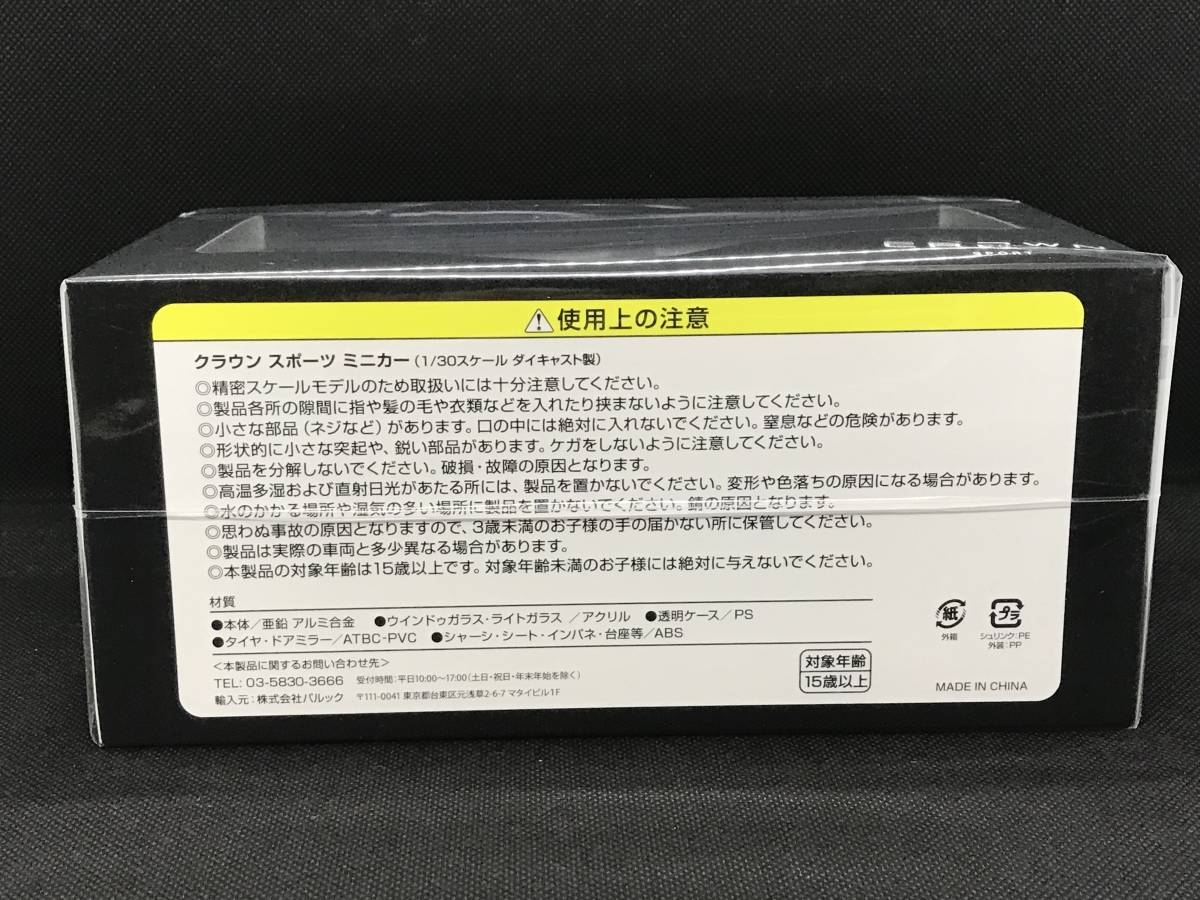 CROWN
SPORT
使用上の注意
クラウン スポーツ ミニカー(1/30スケール ダイキャスト製)
◎精密スケールモデルのため取扱いには十分注意してください。
◎製品各所の隙間に指や髪の毛や衣類などを入れたり挟まないように注意してください。
◎小さな部品(ネジなど)があります。口の中には絶対に入れないでください。窒息などの危険があります。
◎形状的に小さな突起や、鋭い部品があります。ケガをしないように注意してください。
◎製品を分解しないでください。破損・故障の原因となります。
◎高温多湿および直射日光があたる所には、製品を置かないでください。変形や色落ちの原因になる場合があります。
◎水のかかる場所や湿気の多い場所に製品を置かないでください。錆の原因となります。
◎思わぬ事故の原因となりますので、3歳未満のお子様の手の届かない所に保管してください。
◎製品は実際の車両と多少異なる場合があります。
◎本製品の対象年齢は15歳以上です。対象年齢未満のお子様には絶対に与えないでください。
材質
●本体/亜鉛 アルミ合金 ●ウインドゥガラス・ライトガラス /アクリル ●透明ケース/PS
●タイヤ・ドアミラー/ATBC-PVC ●シャーシ・シート・インパネ・台座等/ABS
<本製品に関するお問い合わせ先>
TEL: 03-5830-3666 受付時間:平日10:00~17:00(土日・祝日・年末年始を除く)
輸入元:株式会社パルック 〒111-0041 東京都台東区元浅草2-6-7 マタイビル1F
対象年齢
15歳以上
紙
外箱
プラ
シュリンク:PE
外装:PP
MADE IN CHINA